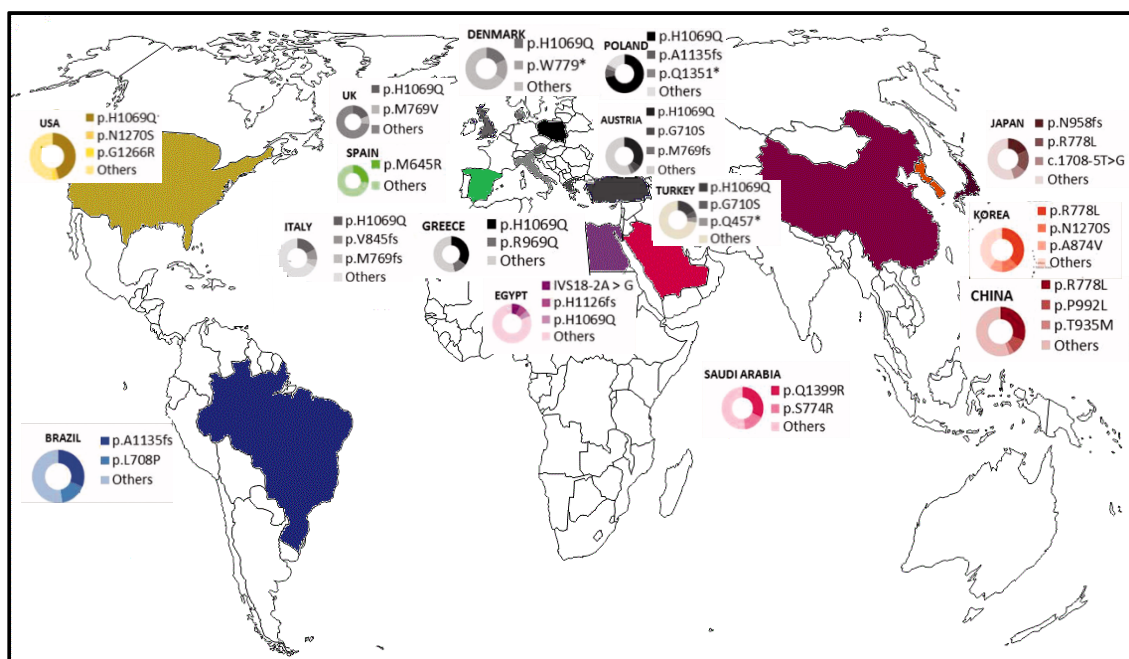 DENMARK
p.H1069Q
p.W779*
Others
POLAND
p.H1069Q
p.A1135fs
p.Q1351*
Others
UK
p.H1069Q
p.M769V
Others
USA
p.H1069Q
p.N1270S
p.G1266R
Others
AUSTRIA
p.H1069Q
p.G710S
p.M769fs
Others
JAPAN
p.N958fs
p.R778L
c.1708-5T>G
Others
SPAIN
p.M645R
Others
TURKEY
p.H1069Q
p.G710S
p.Q457*
Others
ITALY
p.H1069Q
p.V845fs
p.M769fs
Others
GREECE
p.H1069Q
p.R969Q
Others
KOREA
p.R778L
p.N1270S
p.A874V
EGYPT
IVS18-2A > G
p.H1126fs
p.H1069Q
Others
CHINA
p.R778L
p.P992L
p.T935M
Others
SAUDI ARABIA
p.Q1399R
p.S774R
Others
BRAZIL
p.A1135fs
p.L708P
Others